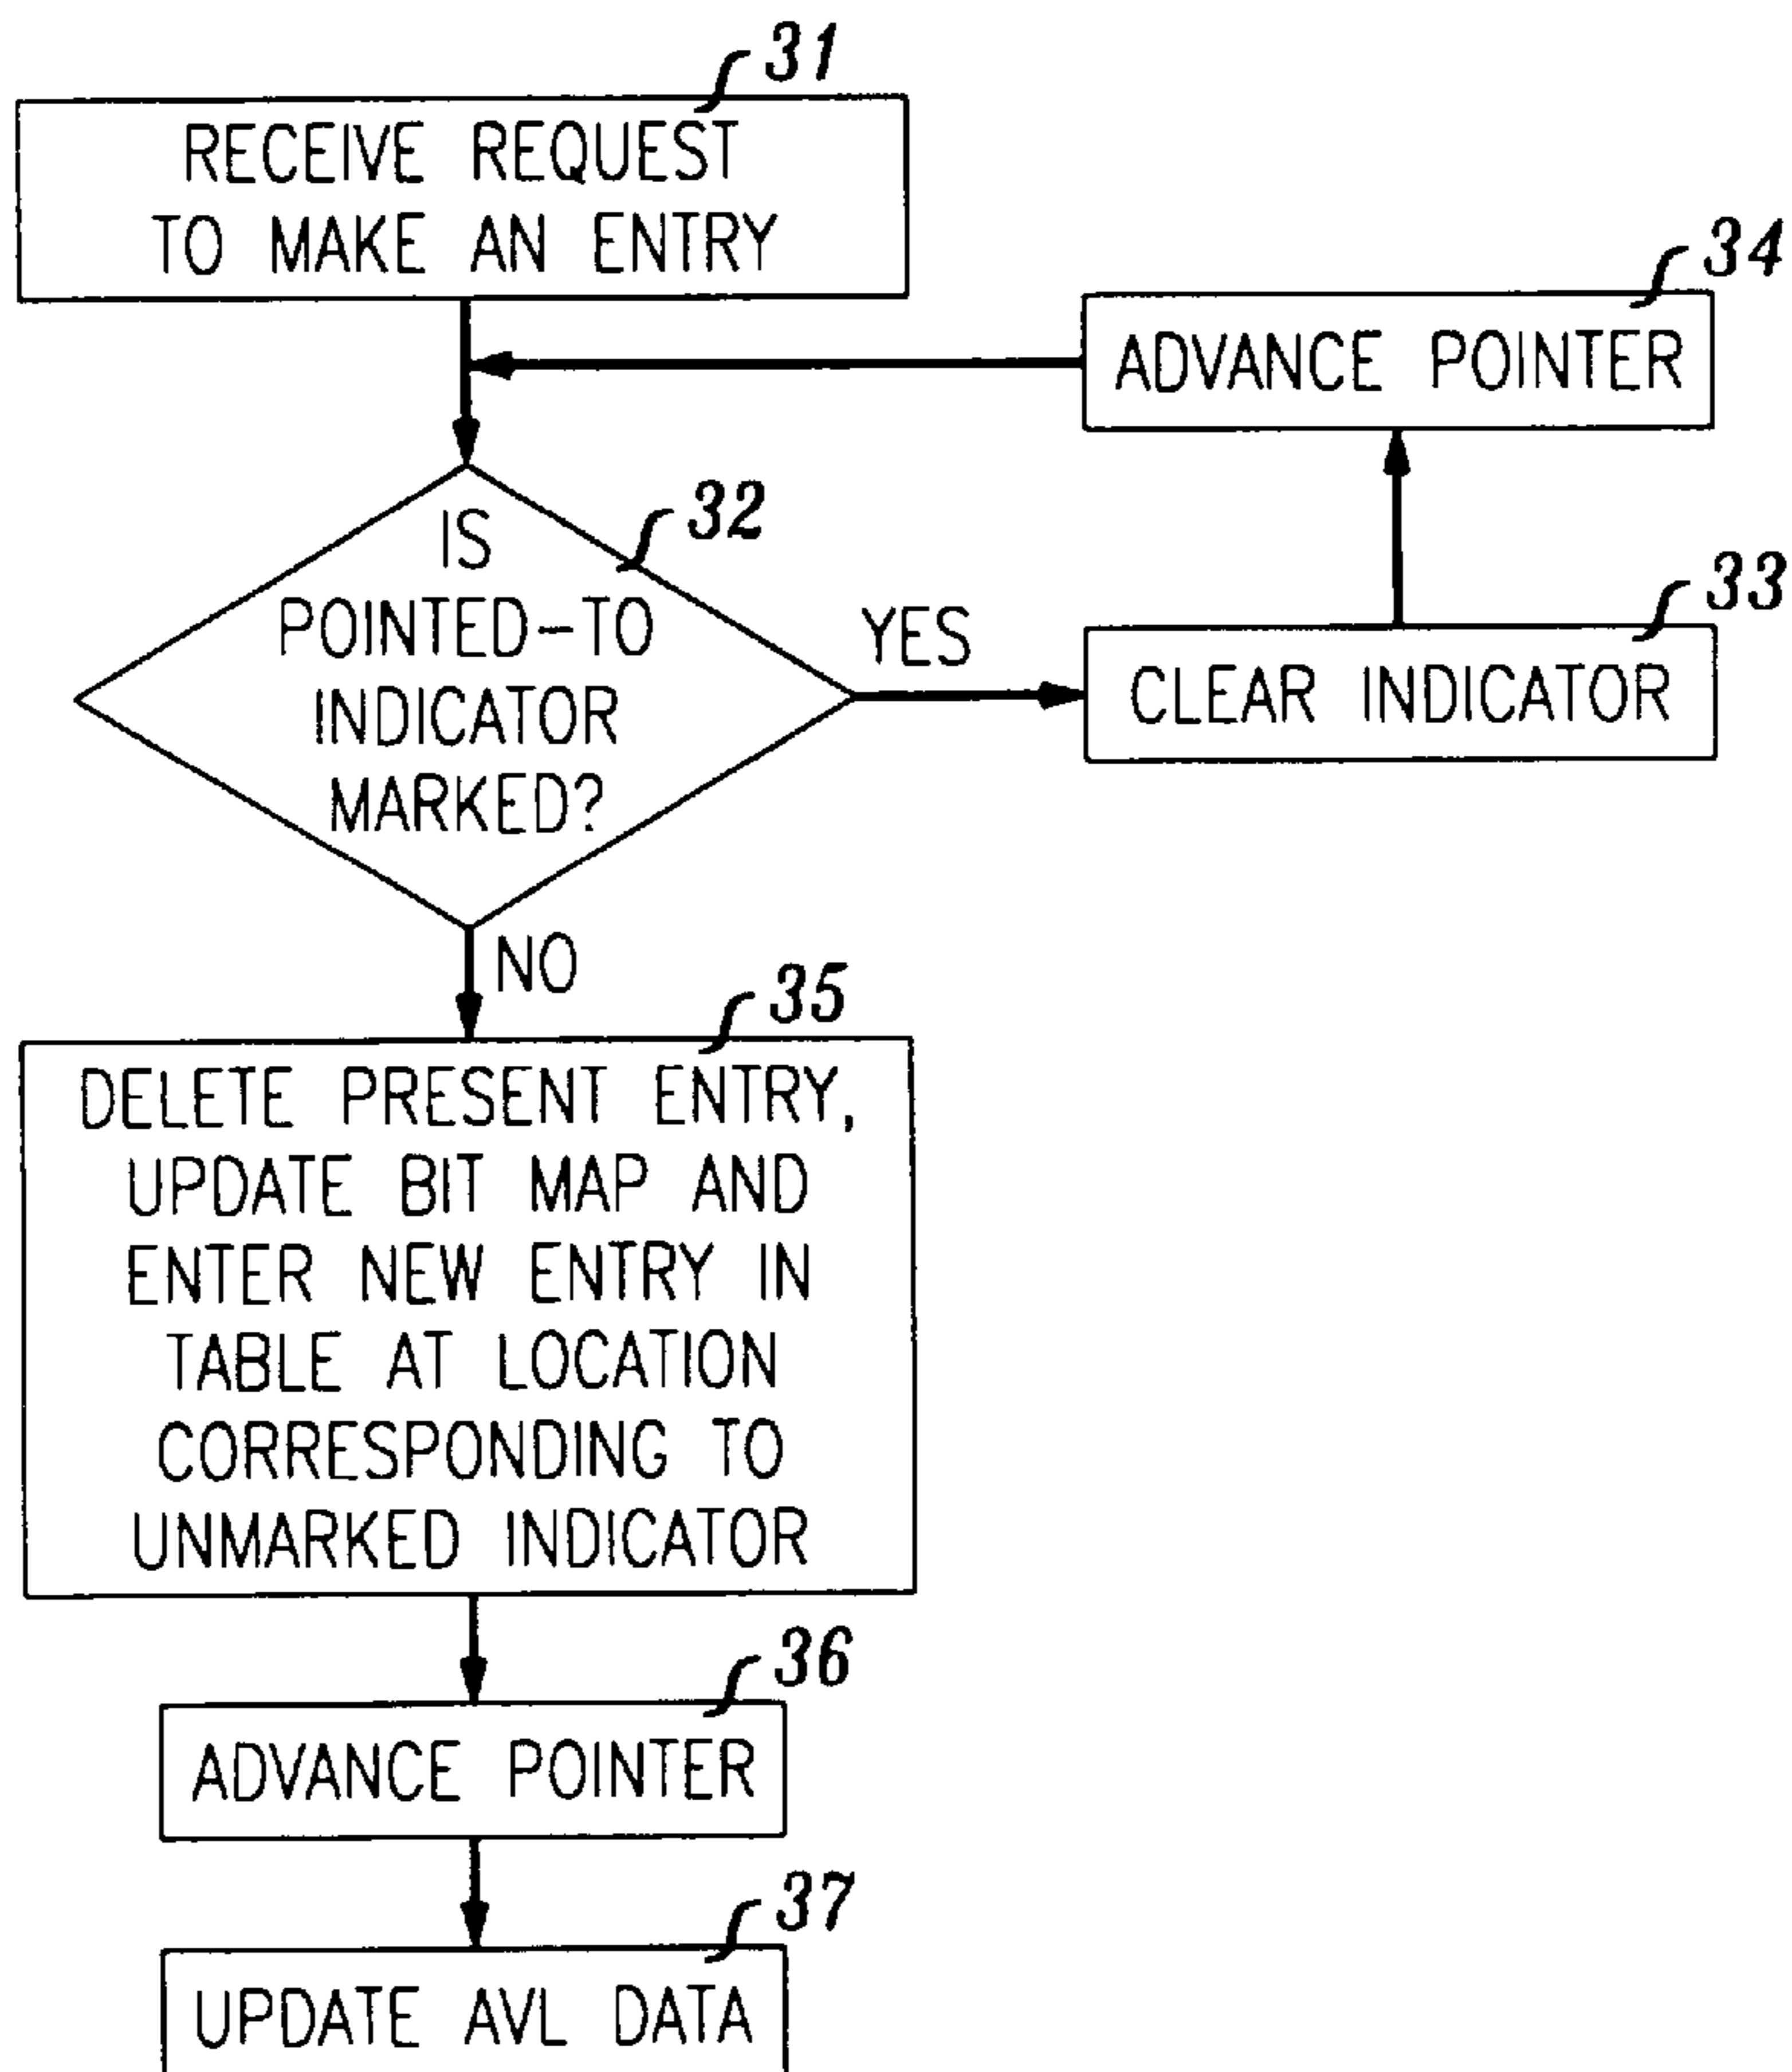 31
RECEIVE REQUEST
TO MAKE AN ENTRY
34
ADVANCE POINTER
32
IS
POINTED-TO
INDICATOR
MARKED?
YES
33
CLEAR INDICATOR
NO
35
DELETE PRESENT ENTRY,
UPDATE BIT MAP AND
ENTER NEW ENTRY IN
TABLE AT LOCATION
CORRESPONDING TO
UNMARKED INDICATOR
36
ADVANCE POINTER
37
UPDATE AVL DATA